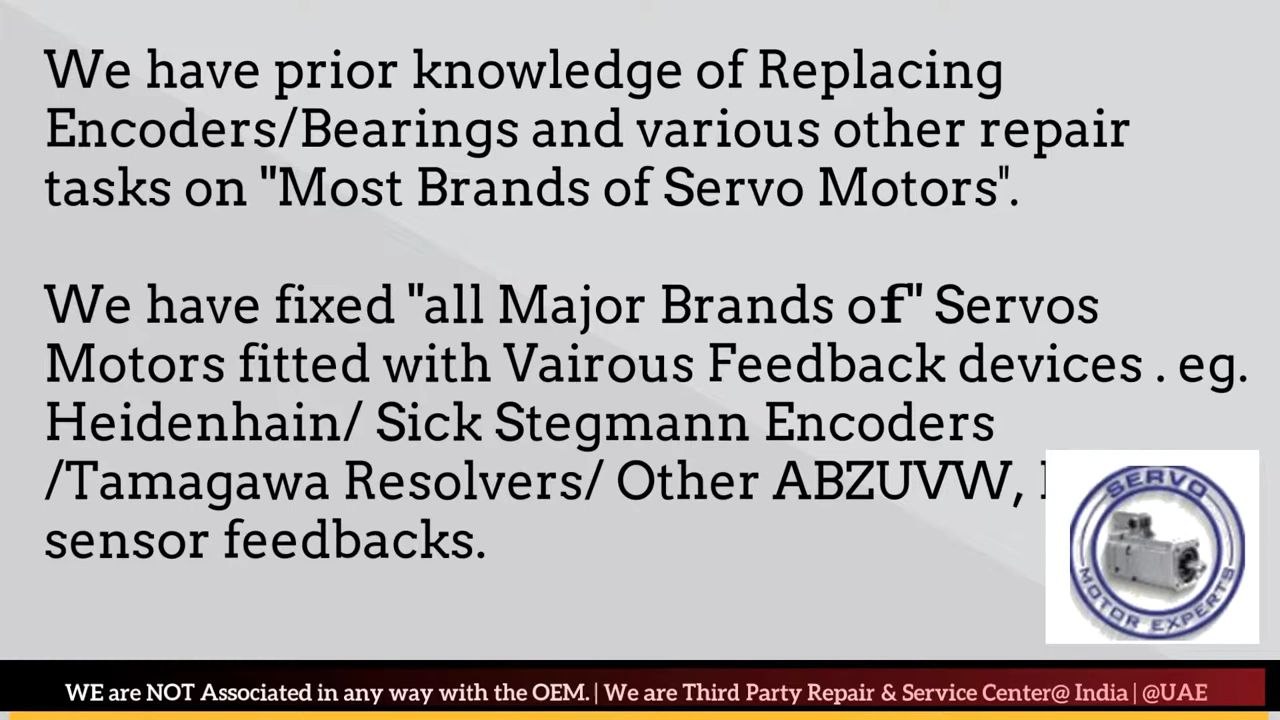 We have prior knowledge of Replacing
Encoders/Bearings and various other repair
tasks on "Most Brands of Servo Motors".
We have fixed "all Major Brands of" Servos
Motors fitted with Vairous Feedback devices . eg.
Heidenhain/ Sick Stegmann Encoders
/Tamagawa Resolvers/ Other ABZUVW,
sensor feedbacks.
SERVO
MOTOR EXPERTS
WE are NOT Associated in any way with the OEM. | We are Third Party Repair & Service Center@ India | @UAE